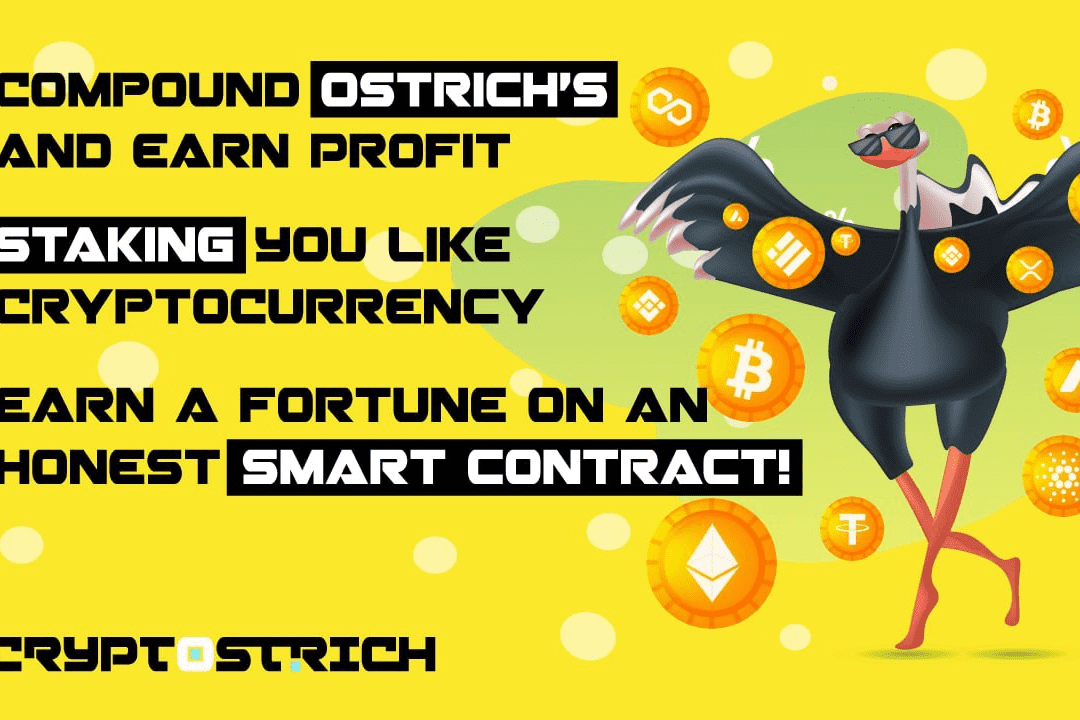 COMPOUND OSTRICH'S
AND EARN PROFIT
STAKING YOU LIKE
CRYPTOCURRENCY
EARN A FORTUNE ON AN
HONEST SMART CONTRACT!
CRYPTOSTRICH
%